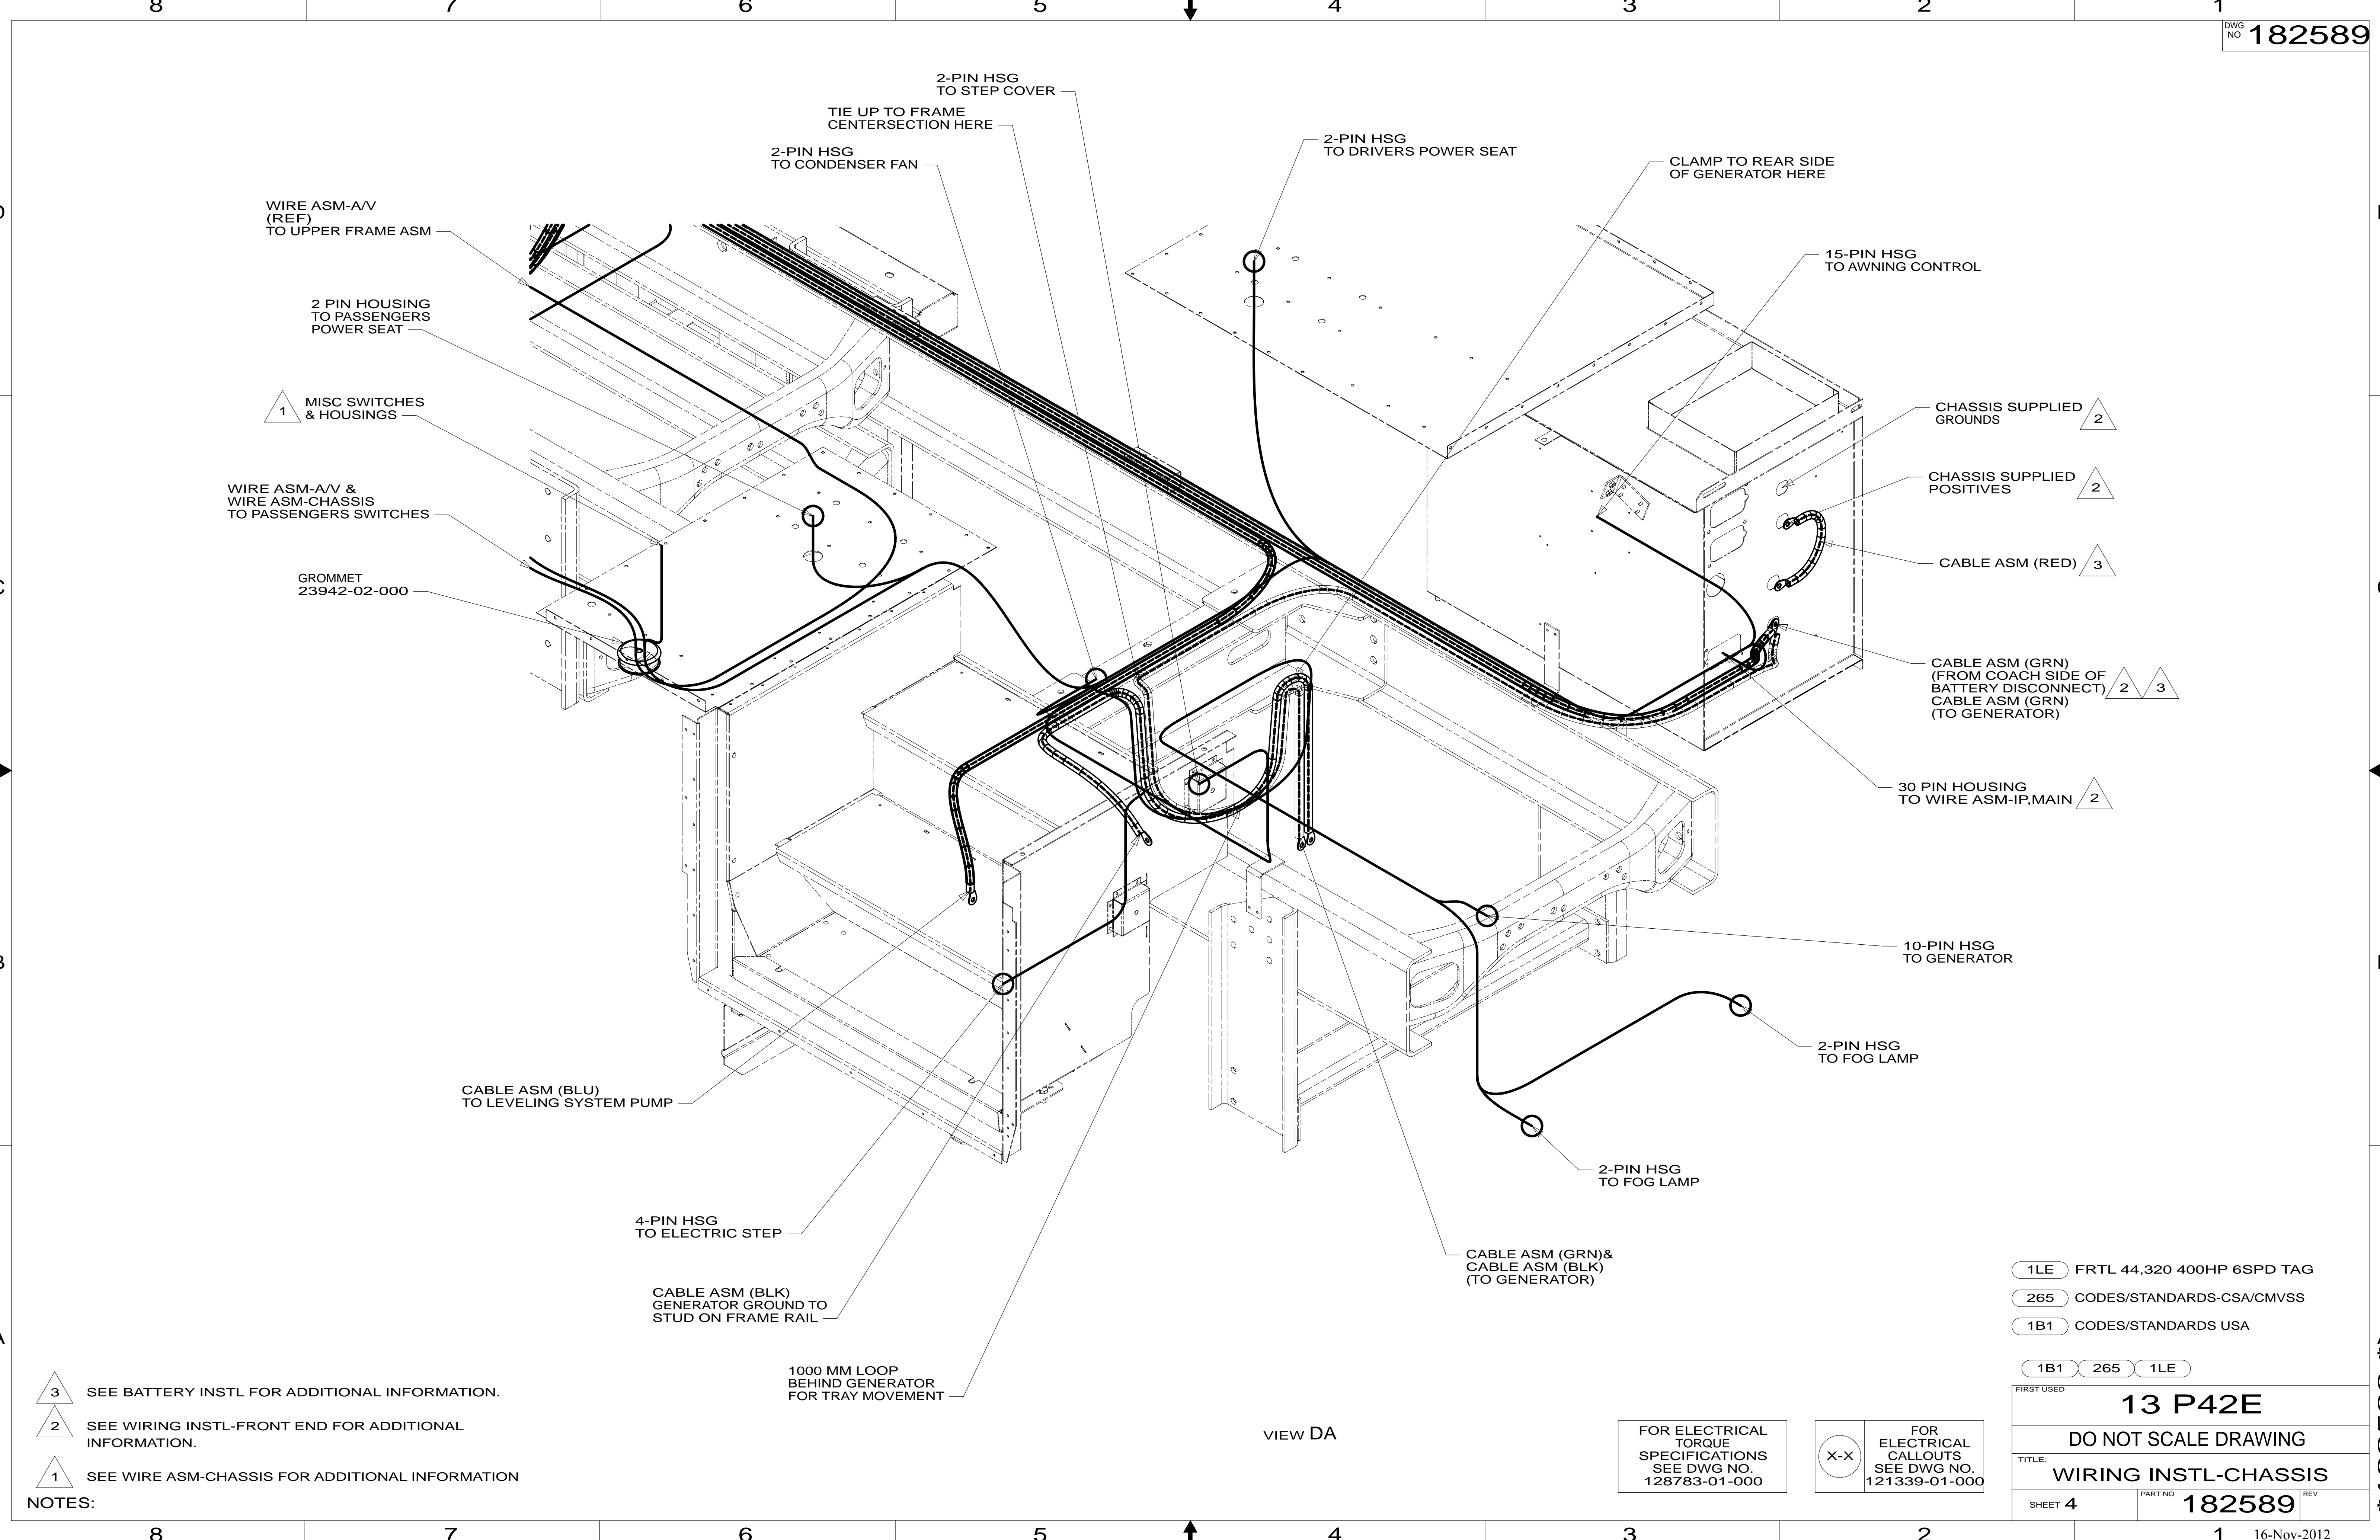 8 7 6 5 4 3 2 1
DWG
NO
182589
2-PIN HSG
TO STEP COVER
TIE UP TO FRAME
CENTERSECTION HERE
2-PIN HSG
TO CONDENSER FAN
2-PIN HSG
TO DRIVERS POWER SEAT
CLAMP TO REAR SIDE
OF GENERATOR HERE
WIRE ASM-A/V
(REF)
TO UPPER FRAME ASM
15-PIN HSG
TO AWNING CONTROL
2 PIN HOUSING
TO PASSENGERS
POWER SEAT
1
MISC SWITCHES
& HOUSINGS
CHASSIS SUPPLIED
GROUNDS
2
CHASSIS SUPPLIED
POSITIVES
2
WIRE ASM-A/V &
WIRE ASM-CHASSIS
TO PASSENGERS SWITCHES
CABLE ASM (RED)
3
GROMMET
23942-02-000
CABLE ASM (GRN)
(FROM COACH SIDE OF
BATTERY DISCONNECT)
CABLE ASM (GRN)
(TO GENERATOR)
2 3
30 PIN HOUSING
TO WIRE ASM-IP,MAIN
2
10-PIN HSG
TO GENERATOR
2-PIN HSG
TO FOG LAMP
CABLE ASM (BLU)
TO LEVELING SYSTEM PUMP
2-PIN HSG
TO FOG LAMP
4-PIN HSG
TO ELECTRIC STEP
CABLE ASM (GRN)&
CABLE ASM (BLK)
(TO GENERATOR)
CABLE ASM (BLK)
GENERATOR GROUND TO
STUD ON FRAME RAIL
1000 MM LOOP
BEHIND GENERATOR
FOR TRAY MOVEMENT
1LE FRTL 44,320 400HP 6SPD TAG
265 CODES/STANDARDS-CSA/CMVSS
1B1 CODES/STANDARDS USA
1B1 265 1LE
3 SEE BATTERY INSTL FOR ADDITIONAL INFORMATION.
2 SEE WIRING INSTL-FRONT END FOR ADDITIONAL
INFORMATION.
1 SEE WIRE ASM-CHASSIS FOR ADDITIONAL INFORMATION
NOTES:
VIEW DA
FOR ELECTRICAL
TORQUE
SPECIFICATIONS
SEE DWG NO.
128783-01-000
X-X
FOR
ELECTRICAL
CALLOUTS
SEE DWG NO.
121339-01-000
FIRST USED
13 P42E
DO NOT SCALE DRAWING
TITLE:
WIRING INSTL-CHASSIS
SHEET 4
PART NO
182589
REV
8 7 6 5 4 3 2 1
16-Nov-2012